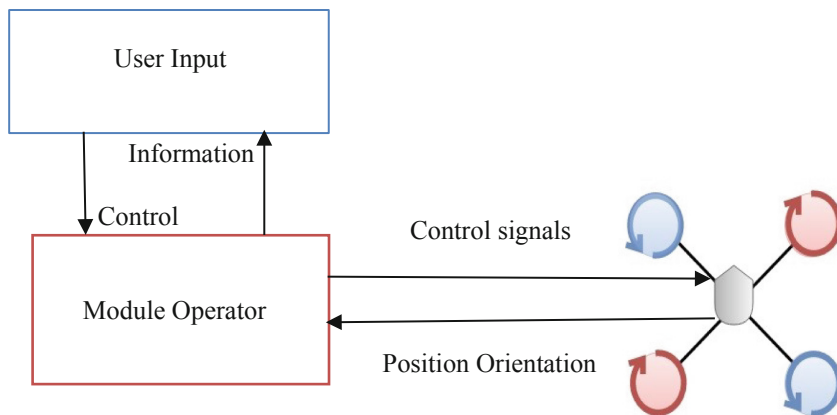 User Input
Information
Control
Control signals
Module Operator
Position Orientation